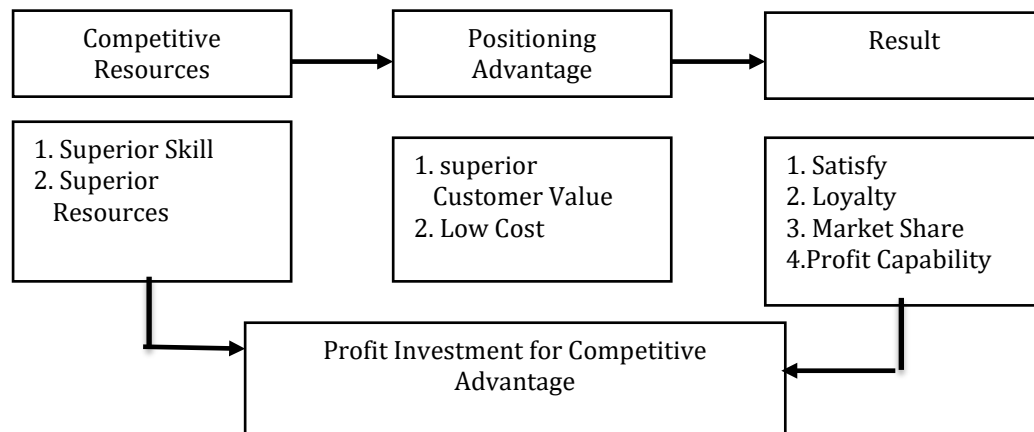 Competitive
Resources
Positioning
Advantage
Result
1. Superior Skill
2. Superior
Resources
1. superior
Customer Value
2. Low Cost
1. Satisfy
2. Loyalty
3. Market Share
4.Profit Capability
Profit Investment for Competitive
Advantage